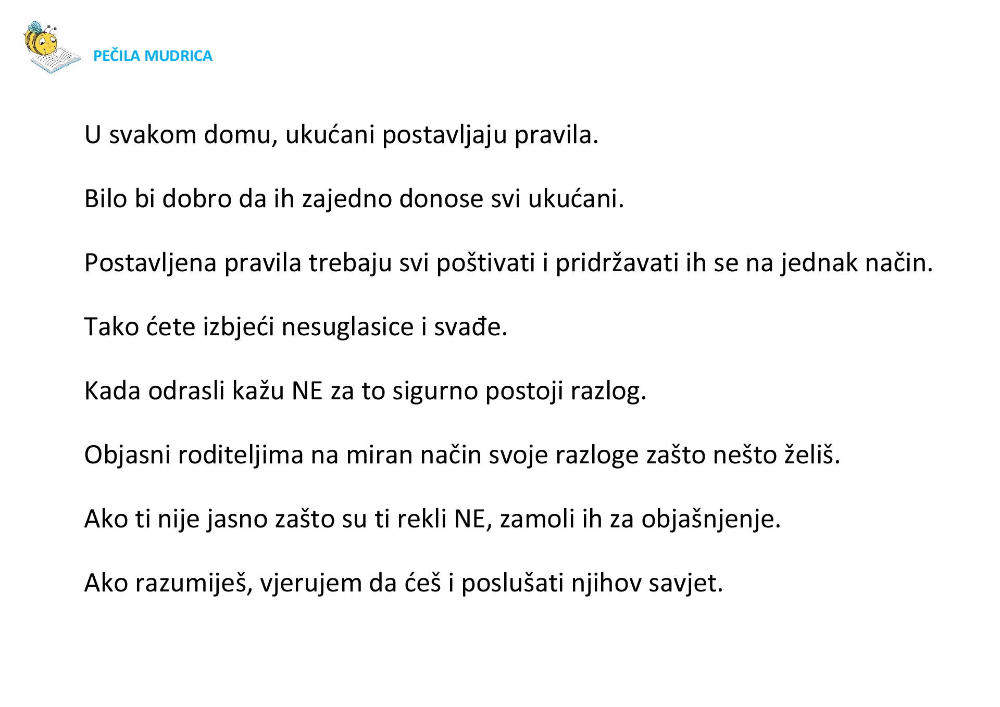 PEČILA MUDRICA
U svakom domu, ukućani postavljaju pravila.
Bilo bi dobro da ih zajedno donose svi ukućani.
Postavljena pravila trebaju svi poštivati i pridržavati ih se na jednak način.
Tako ćete izbjeći nesuglasice i svađe.
Kada odrasli kažu NE za to sigurno postoji razlog.
Objasni roditeljima na miran način svoje razloge zašto nešto želiš.
Ako ti nije jasno zašto su ti rekli NE, zamoli ih za objašnjenje.
Ako razumiješ, vjerujem da ćeš i poslušati njihov savjet.